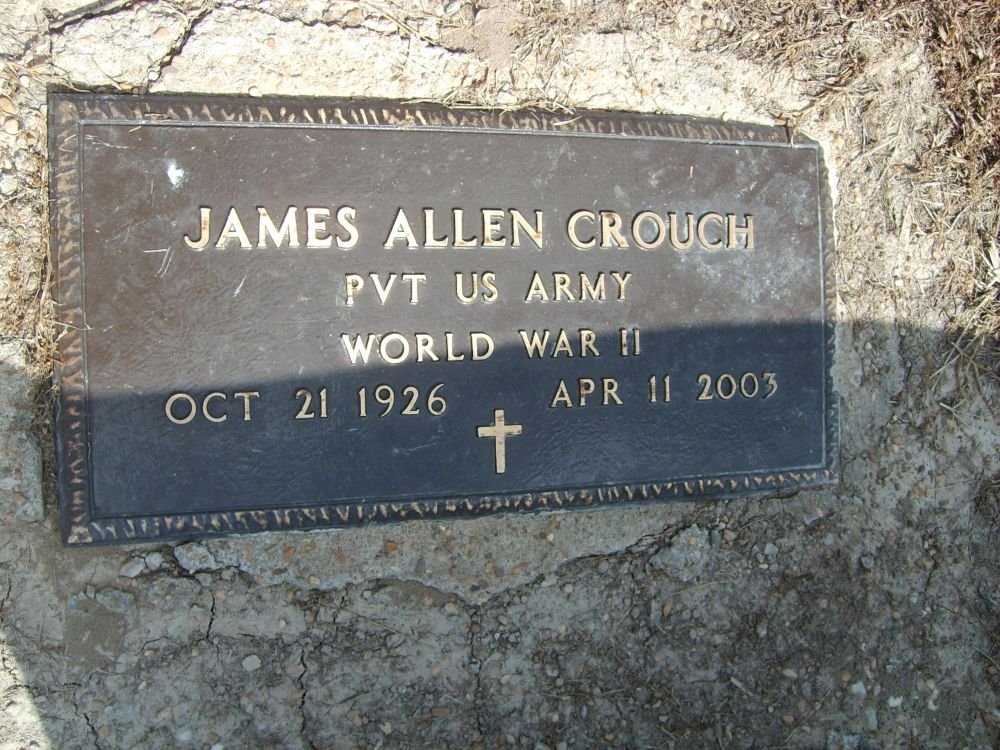 JAMES ALLEN CROUCH
PVT US ARMY
WORLD WAR II
OCT 21 1926 APR 11 2003